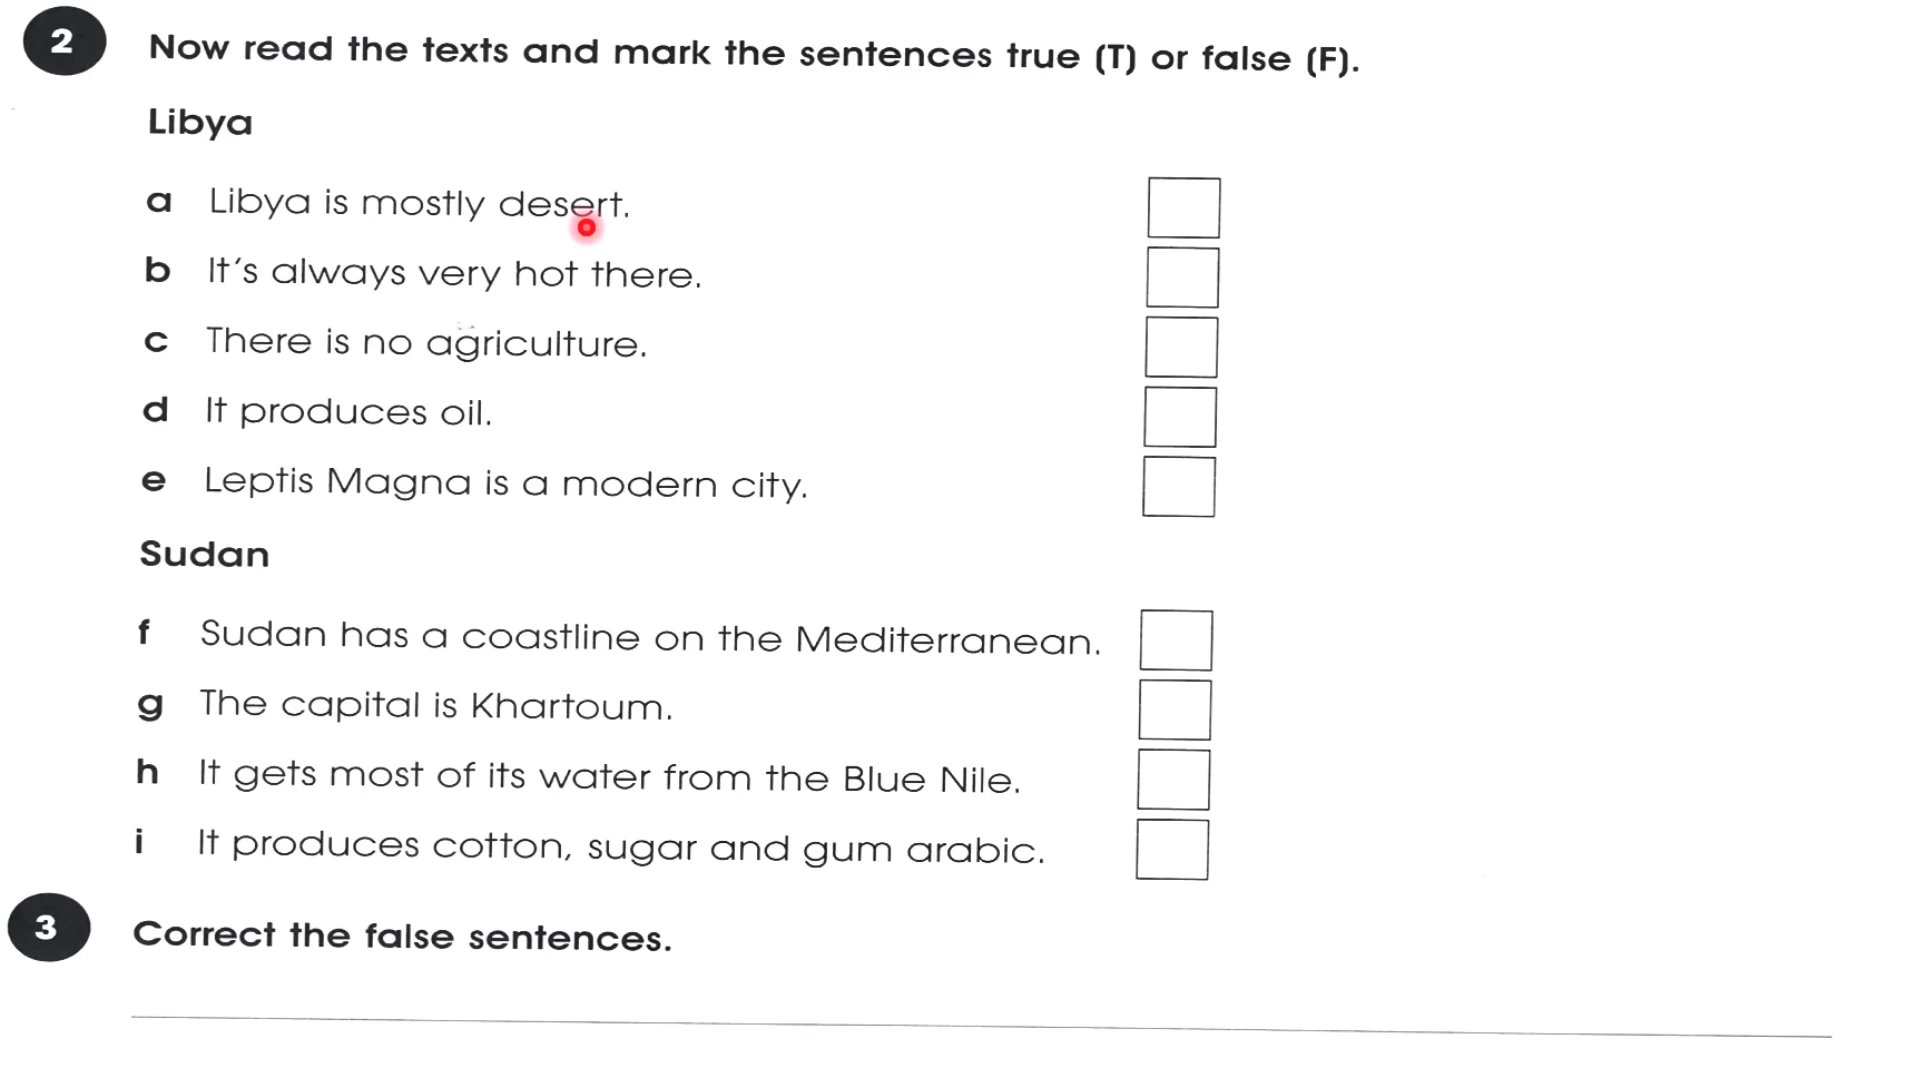 2 Now read the texts and mark the sentences true (T) or false (F).
Libya
a Libya is mostly desert.
b It's always very hot there.
c There is no agriculture.
d It produces oil.
e Leptis Magna is a modern city.
Sudan
f Sudan has a coastline on the Mediterranean.
g The capital is Khartoum.
h It gets most of its water from the Blue Nile.
i It produces cotton, sugar and gum arabic.
3 Correct the false sentences.